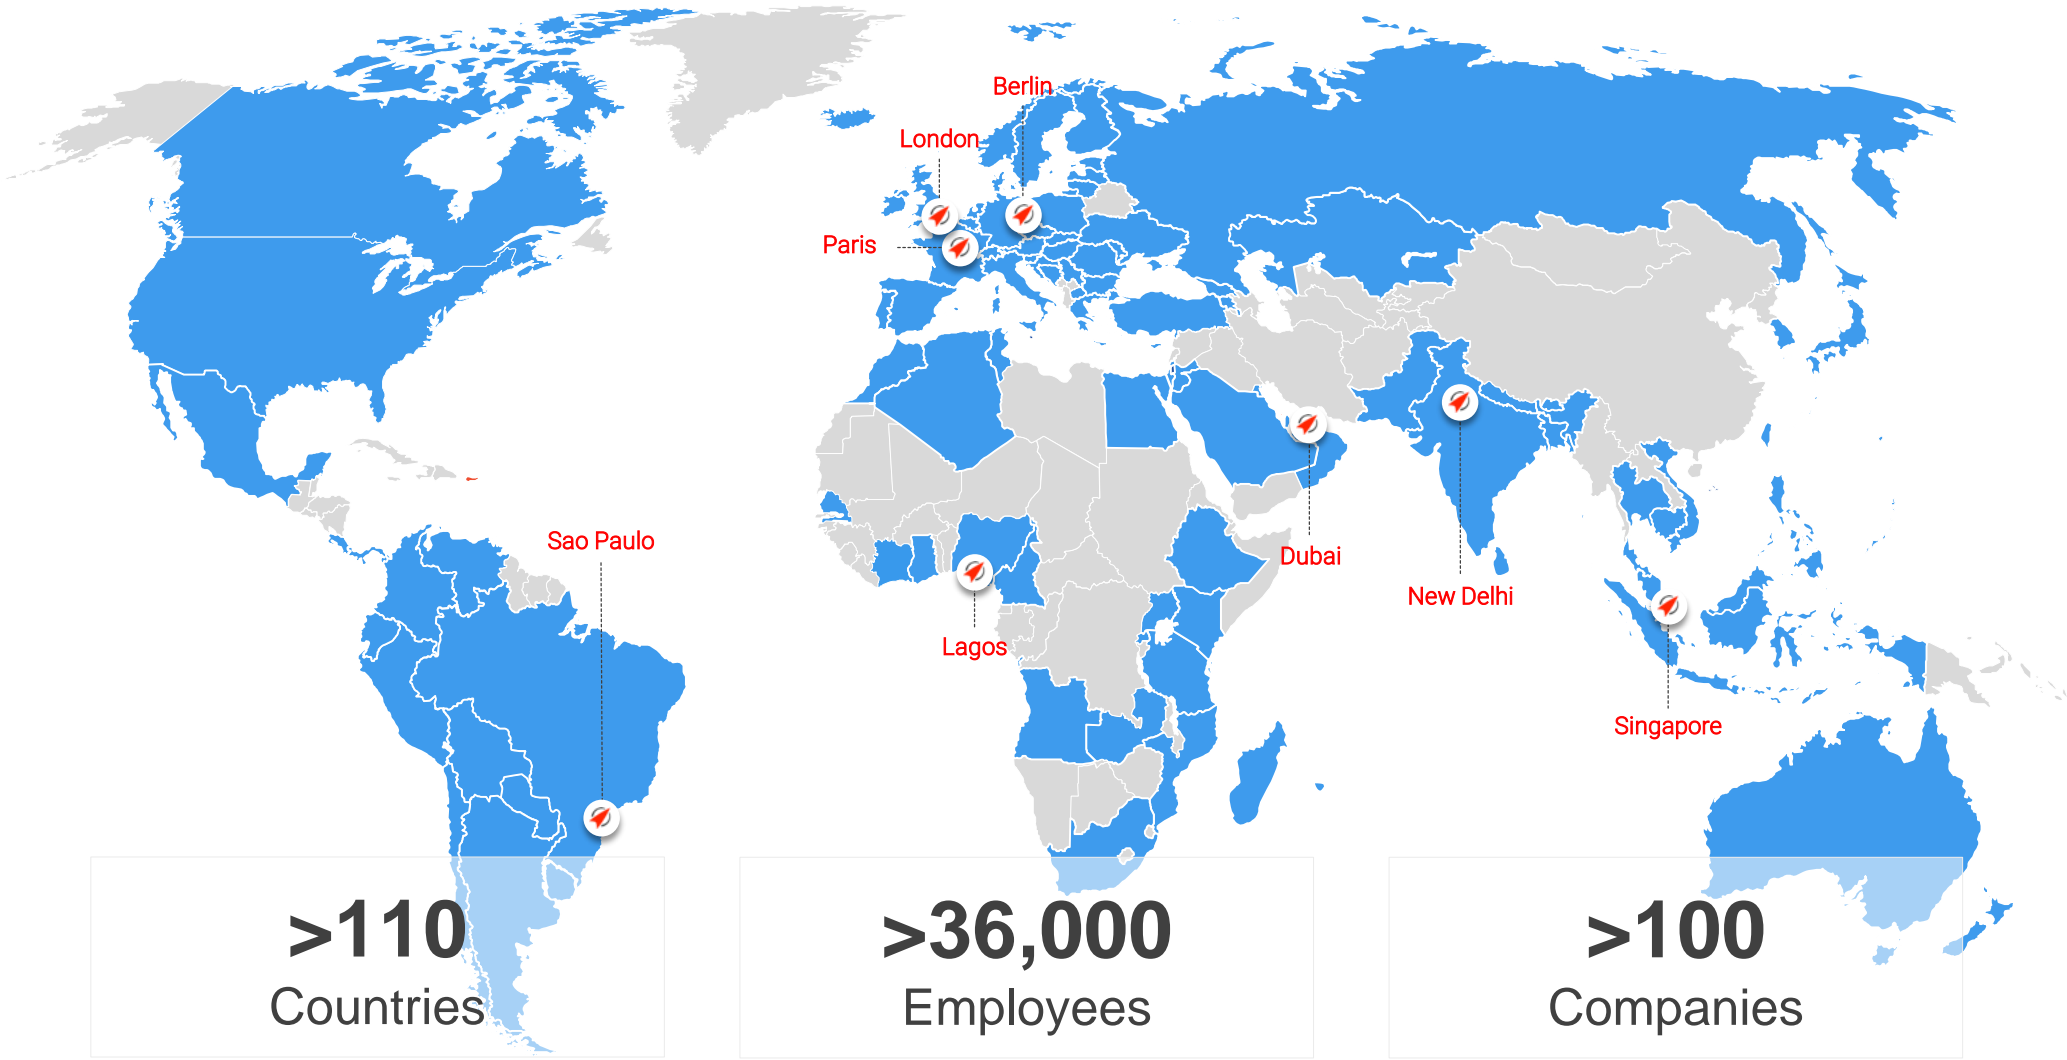 Berlin
London
Paris
Sao Paulo
Lagos
Dubai
New Delhi
Singapore
>110
Countries
>36,000
Employees
>100
Companies